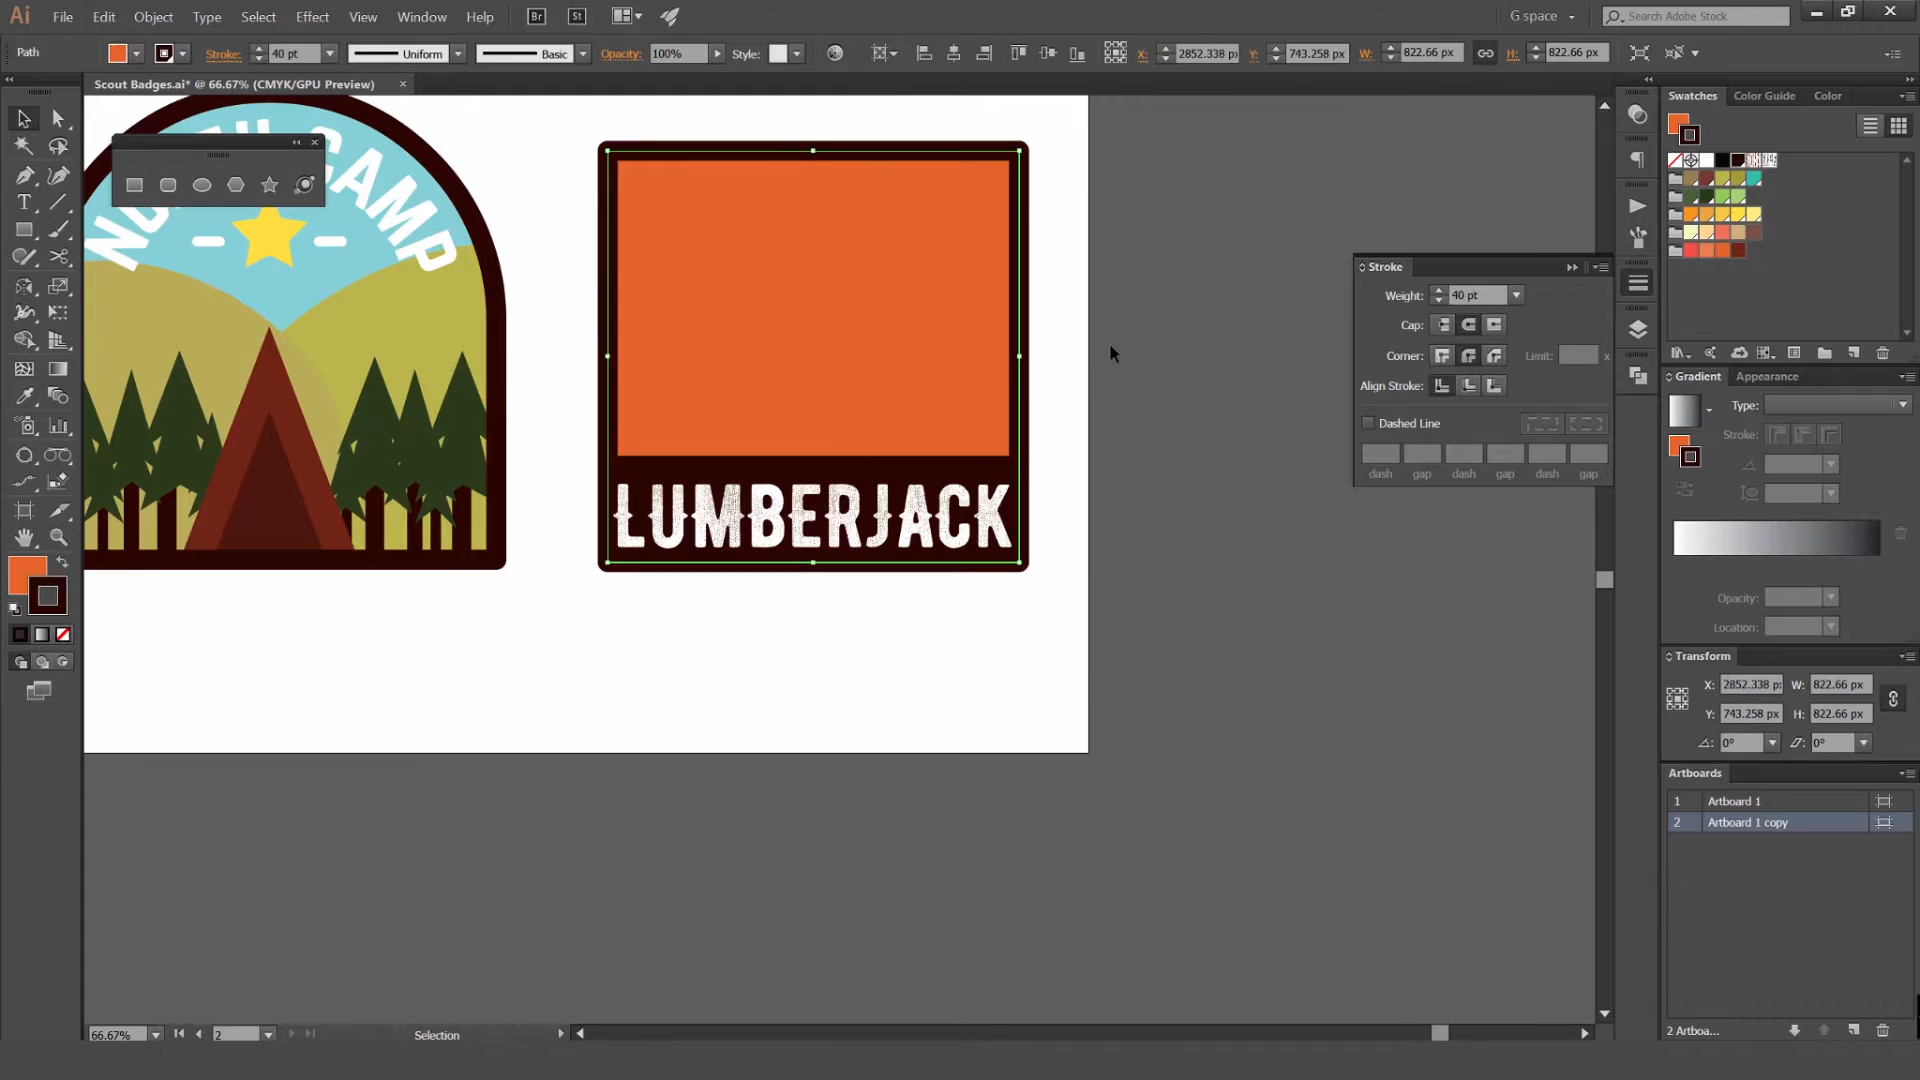 Ai File Edit Object Type Select Effect View Window Help Br St G space Search Adobe Stock
Path Stroke: 40 pt Uniform Basic Opacity: 100% Style: X: 2852.338 p Y: 743.258 px W: 822.66 px H: 822.66 px
Scout Badges.ai* @ 66.67% (CMYK/GPU Preview) ×
Swatches Color Guide Color
NORTH CAMP
LUMBERJACK
Stroke
Weight: 40 pt
Cap:
Corner: Limit: x
Align Stroke:
Dashed Line
dash gap dash gap dash gap
Gradient Appearance
Type:
Stroke:
Opacity:
Location:
Transform
X: 2852.338 p: W: 822.66 px
Y: 743.258 px H: 822.66 px
0° 0°
Artboards
1 Artboard 1
2 Artboard 1 copy
2 Artboa...
66.67% 2 Selection